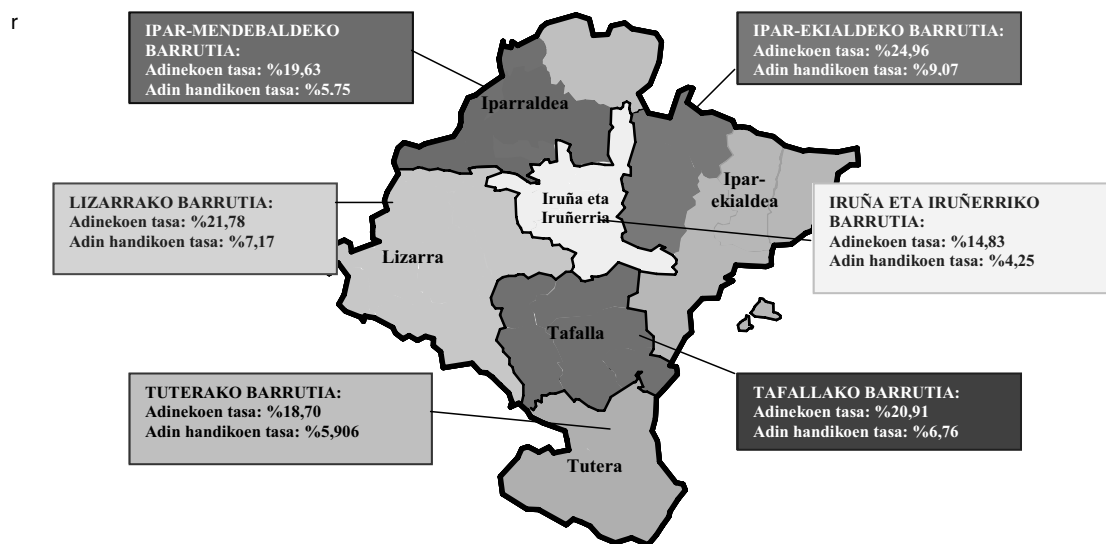 r
IPAR-MENDEBALDEKO
BARRUTIA:
Adinekoen tasa: %19,63
Adin handikoen tasa: %5.75
IPAR-EKIALDEKO BARRUTIA:
Adinekoen tasa: %24,96
Adin handikoen tasa: %9,07
Iparraldea
Ipar-
ekialdea
Iruña eta
Iruñerria
LIZARRAKO BARRUTIA:
Adinekoen tasa: %21,78
Adin handikoen tasa: %7,17
IRUÑA ETA IRUÑERRIKO
BARRUTIA:
Adinekoen tasa: %14,83
Adin handikoen tasa: %4,25
Lizarra
Tafalla
TUTERAKO BARRUTIA:
Adinekoen tasa: %18,70
Adin handikoen tasa: %5,906
TAFALLAKO BARRUTIA:
Adinekoen tasa: %20,91
Adin handikoen tasa: %6,76
Tutera